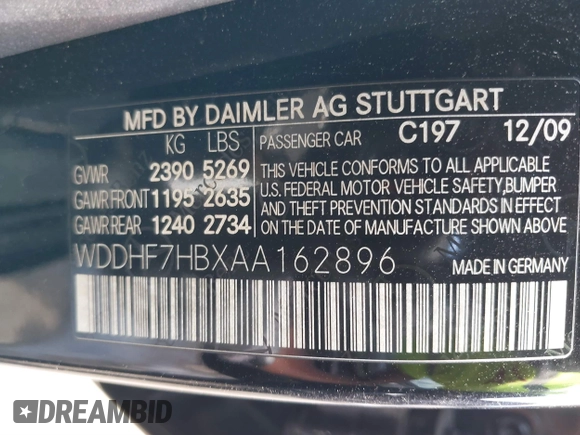 MFD BY DAIMLER AG STUTTGART
KG LBS PASSENGER CAR C197 12/09
GVWR 2390 5269
GAWR FRONT 1195 2635
GAWR REAR 1240 2734
THIS VEHICLE CONFORMS TO ALL APPLICABLE
U.S. FEDERAL MOTOR VEHICLE SAFETY,BUMPER
AND THEFT PREVENTION STANDARDS IN EFFECT
ON THE DATE OF MANUFACTURE SHOWN ABOVE
WDDHF7HBXAA162896 MADE IN GERMANY
DREAMBID